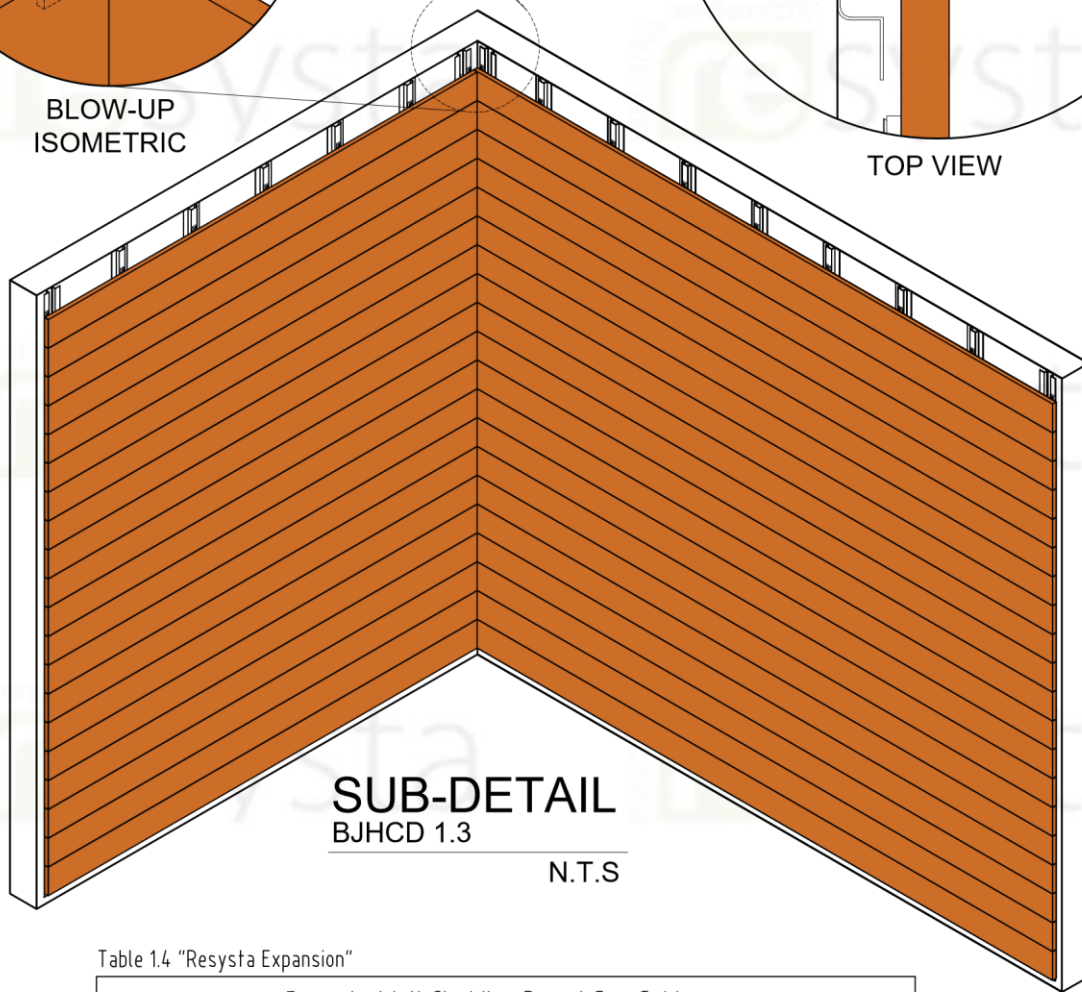 BLOW-UP
ISOMETRIC
TOP VIEW
SUB-DETAIL
BJHCD 1.3
N.T.S
Table 1.4 "Resysta Expansion"